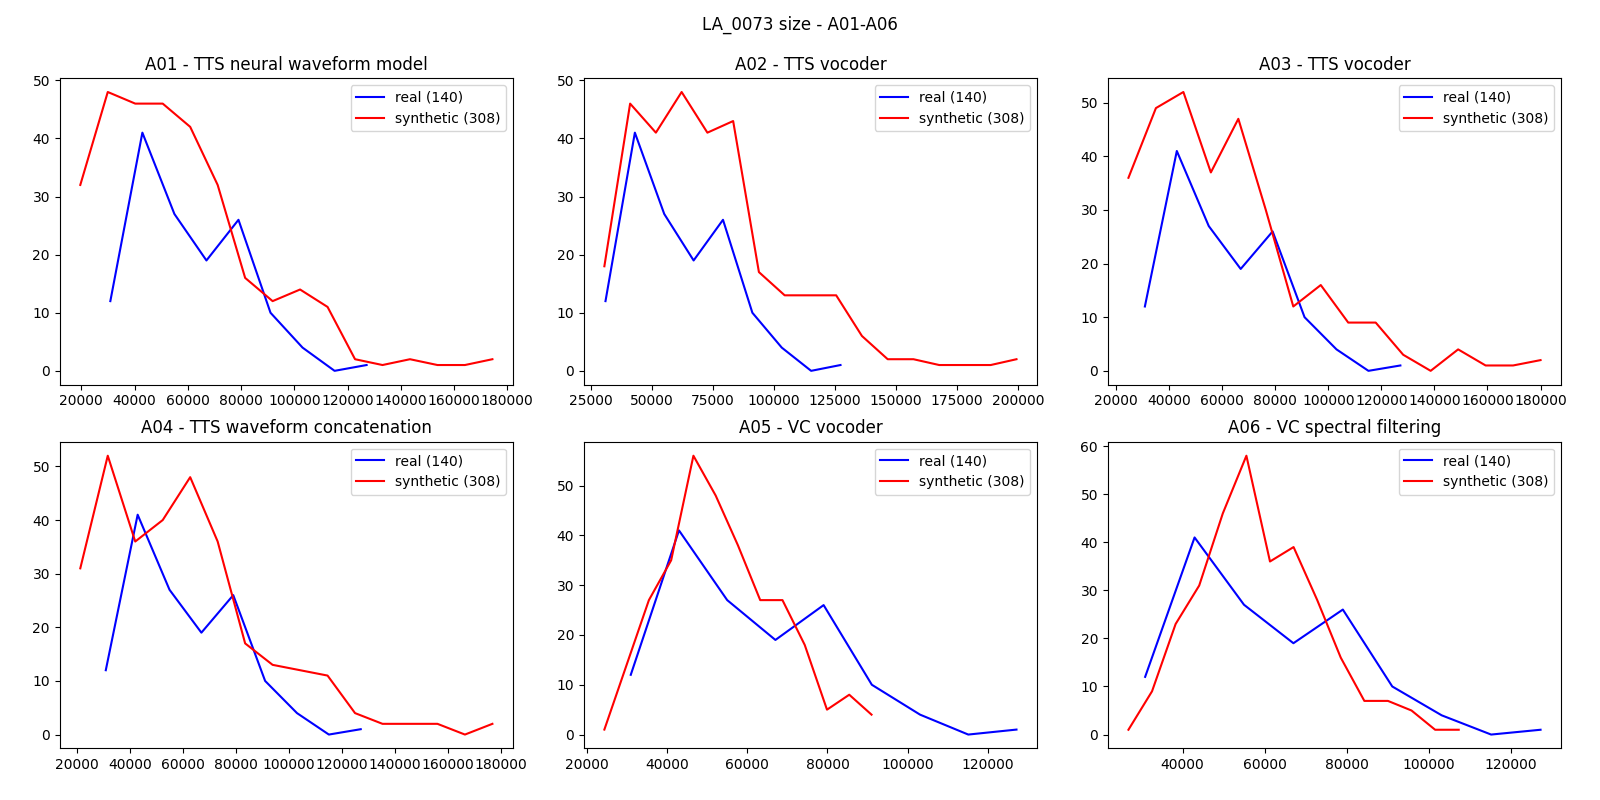 LA_0073 size - A01-A06
A01 - TTS neural waveform model
50
40
30
20
10
0
real (140)
synthetic (308)
20000 40000 60000 80000 100000 120000 140000 160000 180000
A02 - TTS vocoder
50
40
30
20
10
0
real (140)
synthetic (308)
25000 50000 75000 100000 125000 150000 175000 200000
A03 - TTS vocoder
50
40
30
20
10
0
real (140)
synthetic (308)
20000 40000 60000 80000 100000 120000 140000 160000 180000
A04 - TTS waveform concatenation
50
40
30
20
10
0
real (140)
synthetic (308)
20000 40000 60000 80000 100000 120000 140000 160000 180000
A05 - VC vocoder
50
40
30
20
10
0
real (140)
synthetic (308)
20000 40000 60000 80000 100000 120000
A06 - VC spectral filtering
60
50
40
30
20
10
0
real (140)
synthetic (308)
40000 60000 80000 100000 120000